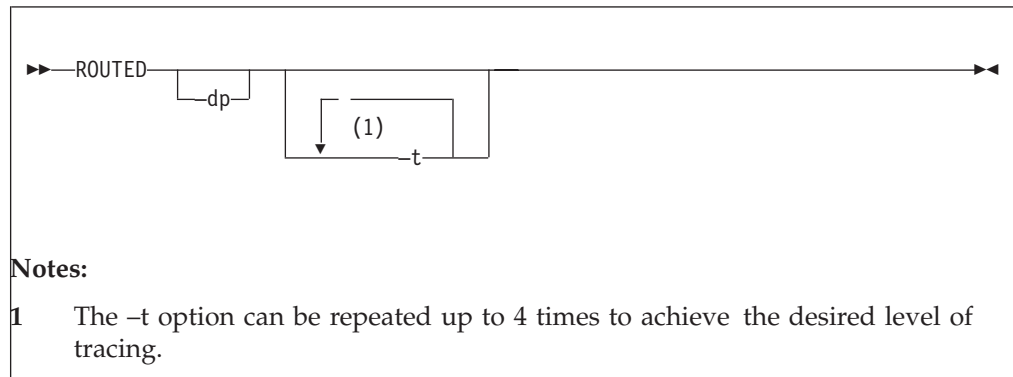 ROUTED
–dp
(1)
–t
Notes:
1 The –t option can be repeated up to 4 times to achieve the desired level of
tracing.